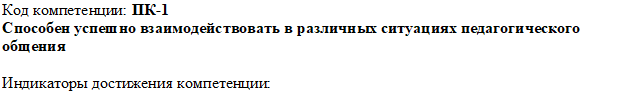 Код компетенции: ПК-1
Способен успешно взаимодействовать в различных ситуациях педагогического
общения
Индикаторы достижения компетенции: